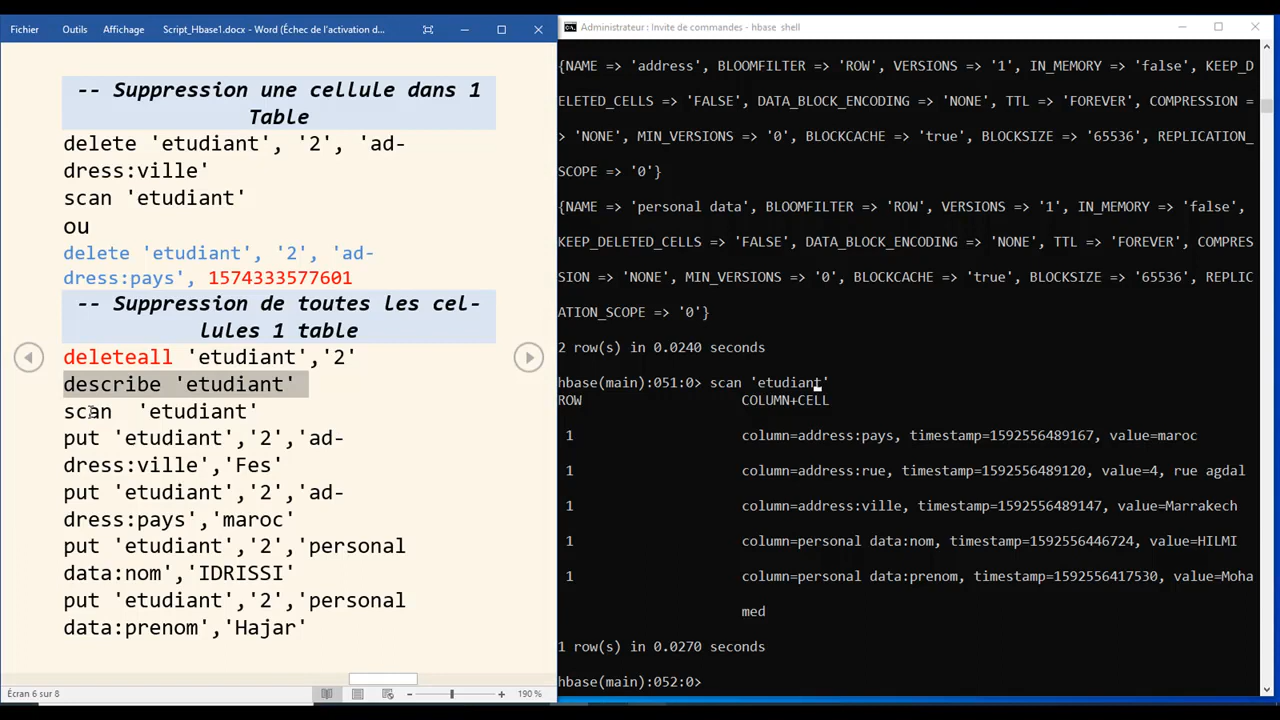 Fichier Outils Affichage Script_Hbase1.docx - Word (Échec de l'activation d...
-- Suppression une cellule dans 1
Table
delete 'etudiant', '2', 'ad-
dress:ville'
scan 'etudiant'
ou
delete 'etudiant', '2', 'ad-
dress:pays', 1574333577601
-- Suppression de toutes les cel-
lules 1 table
deleteall 'etudiant','2'
describe 'etudiant'
scan 'etudiant'
put 'etudiant','2','ad-
dress:ville','Fes'
put 'etudiant','2','ad-
dress:pays','maroc'
put 'etudiant','2','personal
data:nom','IDRISSI'
put 'etudiant','2','personal
data:prenom','Hajar'
Écran 6 sur 8 190 %
Administrateur: Invite de commandes - hbase shell
{NAME => 'address', BLOOMFILTER => 'ROW', VERSIONS => '1', IN_MEMORY => 'false', KEEP_D
ELETED_CELLS => 'FALSE', DATA_BLOCK_ENCODING => 'NONE', TTL => 'FOREVER', COMPRESSION =
> 'NONE', MIN_VERSIONS => '0', BLOCKCACHE => 'true', BLOCKSIZE => '65536', REPLICATION_
SCOPE => '0'}
{NAME => 'personal data', BLOOMFILTER => 'ROW', VERSIONS => '1', IN_MEMORY => 'false',
KEEP_DELETED_CELLS => 'FALSE', DATA_BLOCK_ENCODING => 'NONE', TTL => 'FOREVER', COMPRES
SION => 'NONE', MIN_VERSIONS => '0', BLOCKCACHE => 'true', BLOCKSIZE => '65536', REPLIC
ATION_SCOPE => '0'}
2 row(s) in 0.0240 seconds
hbase(main):051:0> scan 'etudiant'
ROW COLUMN+CELL
1 column=address:pays, timestamp=1592556489167, value=maroc
1 column=address:rue, timestamp=1592556489120, value=4, rue agdal
1 column=address:ville, timestamp=1592556489147, value=Marrakech
1 column=personal data:nom, timestamp=1592556446724, value=HILMI
1 column=personal data:prenom, timestamp=1592556417530, value=Moha
med
1 row(s) in 0.0270 seconds
hbase(main):052:0>